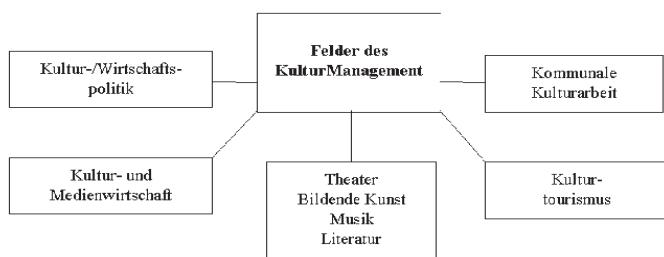 Felder des
KulturManagement
Kultur-/Wirtschafts-
politik
Kommunale
Kulturarbeit
Kultur- und
Medienwirtschaft
Theater
Bildende Kunst
Musik
Literatur
Kultur-
tourismus